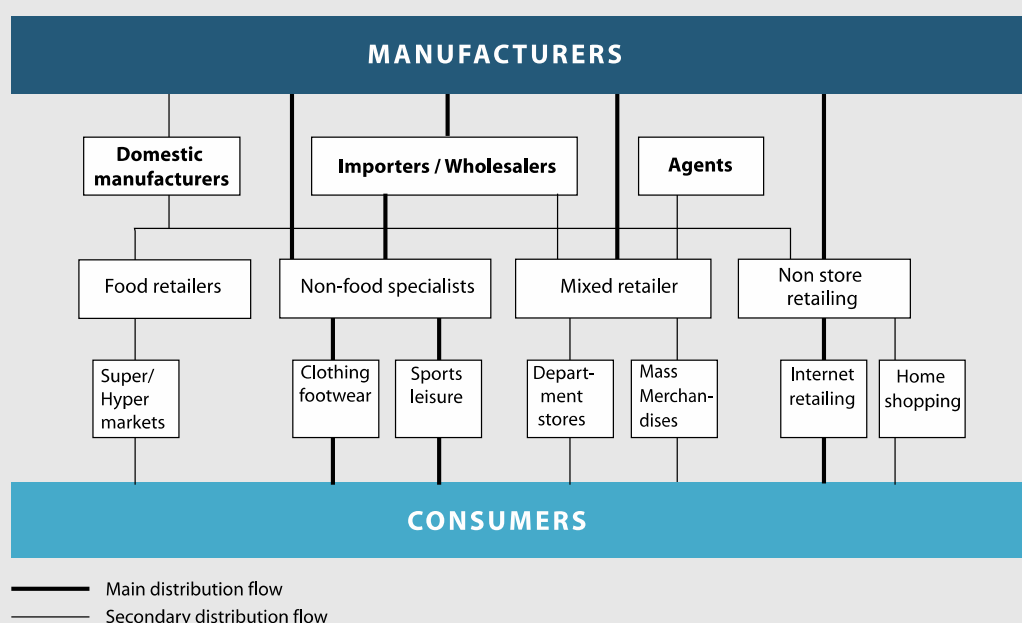 MANUFACTURERS
Domestic
manufacturers
Importers / Wholesalers
Agents
Food retailers
Non-food specialists
Mixed retailer
Non store
retailing
Super/
Hyper
markets
Clothing
footwear
Sports
leisure
Depart-
ment
stores
Mass
Merchan-
dises
Internet
retailing
Home
shopping
CONSUMERS
Main distribution flow
Secondary distribution flow